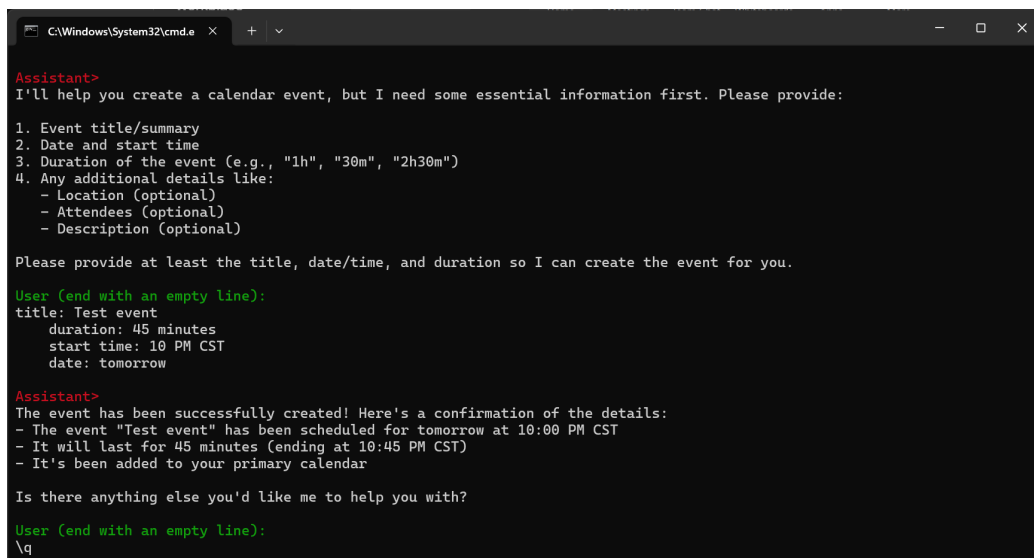 C:\Windows\System32\cmd.e
Assistant>
I'll help you create a calendar event, but I need some essential information first. Please provide:
1. Event title/summary
2. Date and start time
3. Duration of the event (e.g., "1h", "30m", "2h30m")
4. Any additional details like:
- Location (optional)
- Attendees (optional)
- Description (optional)
Please provide at least the title, date/time, and duration so I can create the event for you.
User (end with an empty line):
title: Test event
duration: 45 minutes
start time: 10 PM CST
date: tomorrow
Assistant>
The event has been successfully created! Here's a confirmation of the details:
- The event "Test event" has been scheduled for tomorrow at 10:00 PM CST
- It will last for 45 minutes (ending at 10:45 PM CST)
- It's been added to your primary calendar
Is there anything else you'd like me to help you with?
User (end with an empty line):
\q